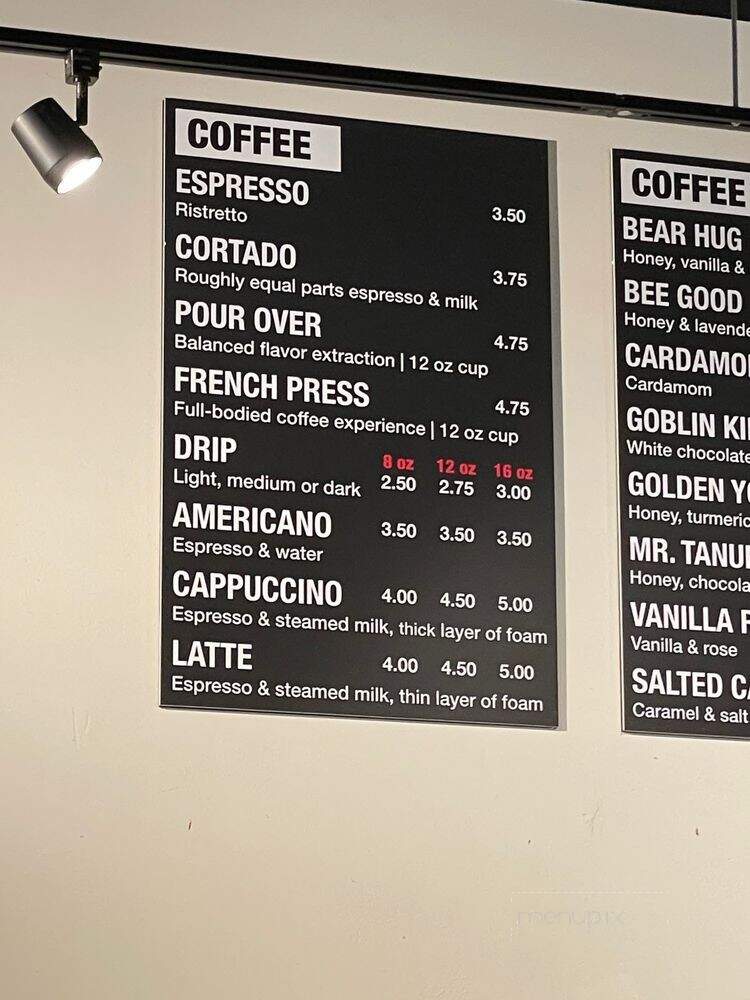 COFFEE
ESPRESSO
Ristretto 3.50
CORTADO
Roughly equal parts espresso & milk 3.75
POUR OVER
Balanced flavor extraction | 12 oz cup 4.75
FRENCH PRESS
Full-bodied coffee experience | 12 oz cup 4.75
DRIP 8 oz 12 oz 16 oz
Light, medium or dark 2.50 2.75 3.00
AMERICANO 3.50 3.50 3.50
Espresso & water
CAPPUCCINO 4.00 4.50 5.00
Espresso & steamed milk, thick layer of foam
LATTE 4.00 4.50 5.00
Espresso & steamed milk, thin layer of foam
COFFEE
BEAR HUG
Honey, vanilla &
BEE GOOD
Honey &
Cardamom
GOBLIN
White chocolate
GOLDEN
Honey, turmeric
MR.
Honey,
VANILLA
Vanilla & rose
SALTED
Caramel & salt
menupix